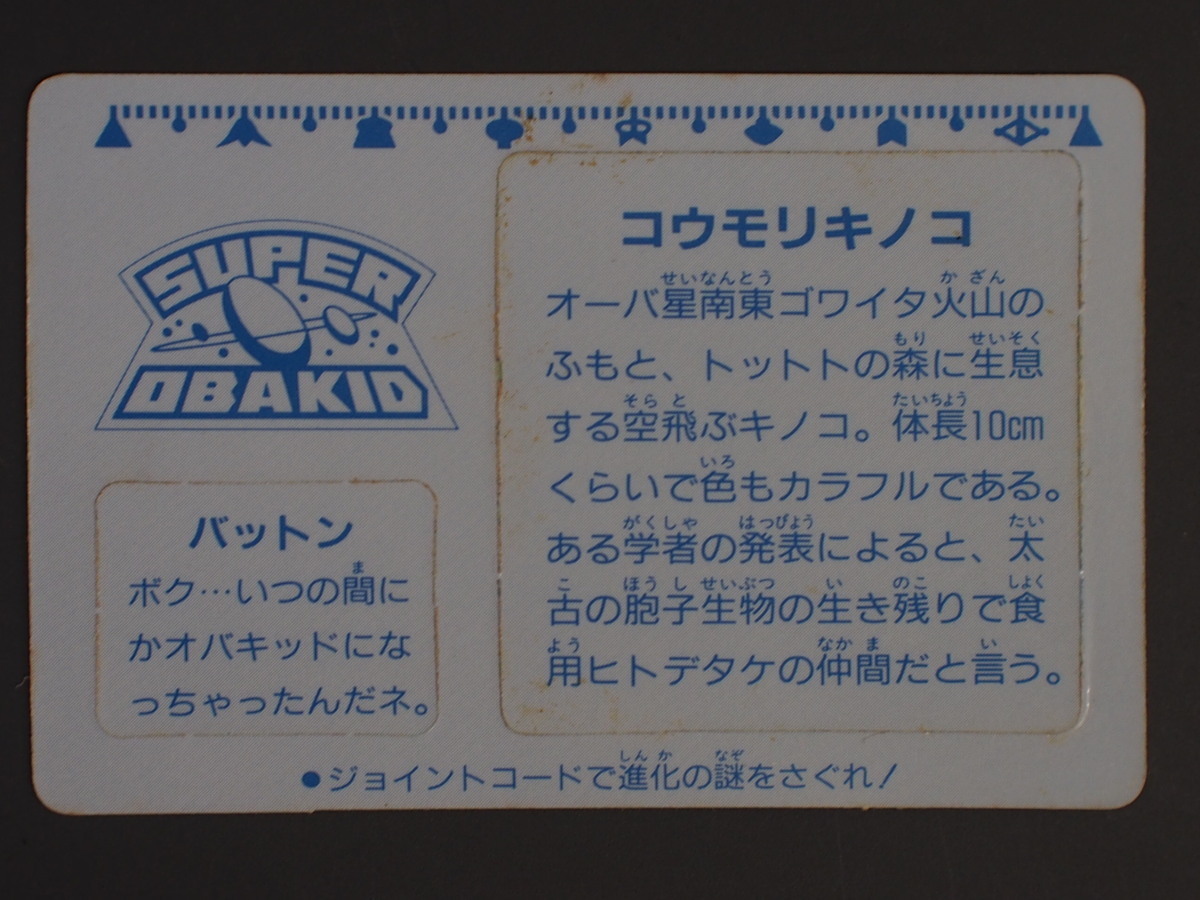 SUPER
OBAKID
コウモリキノコ
オーバ星南東ゴワイタ火山の
ふもと、トットトの森に生息
する空飛ぶキノコ。体長10cm
くらいで色もカラフルである。
ある学者の発表によると、太
古の胞子生物の生き残りで食
用ヒトデタケの仲間だと言う。
バットン
ボク…いつの間に
かオバキッドにな
っちゃったんだネ。
●ジョイントコードで進化の謎をさぐれ！